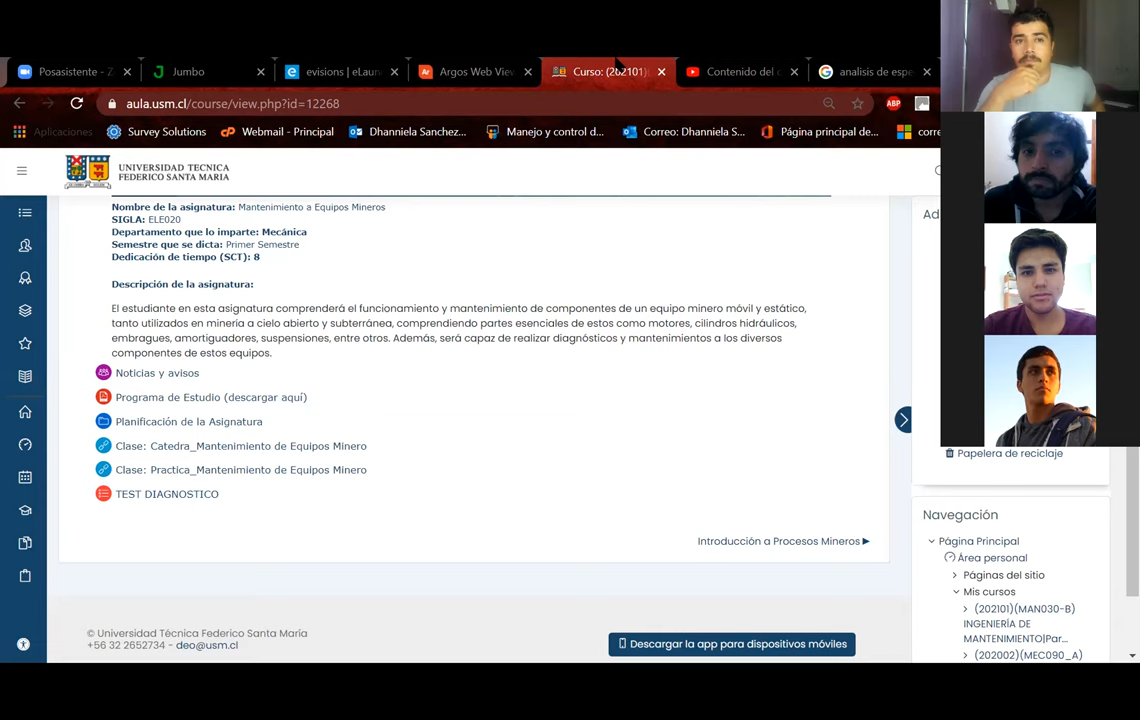 Posasistente - Z
Jumbo
evisions | eLaun
Argos Web View
Curso: (202101)
Contenido del c
analisis de espe
aula.usm.cl/course/view.php?id=12268
ABP
Aplicaciones
Survey Solutions
Webmail - Principal
Dhanniela Sanchez...
Manejo y control d...
Correo: Dhanniela S...
Página principal de...
corre
UNIVERSIDAD TECNICA
FEDERICO SANTA MARIA
Nombre de la asignatura: Mantenimiento a Equipos Mineros
SIGLA: ELE020
Departamento que lo imparte: Mecánica
Semestre que se dicta: Primer Semestre
Dedicación de tiempo (SCT): 8
Descripción de la asignatura:
El estudiante en esta asignatura comprenderá el funcionamiento y mantenimiento de componentes de un equipo minero móvil y estático,
tanto utilizados en minería a cielo abierto y subterránea, comprendiendo partes esenciales de estos como motores, cilindros hidráulicos,
embragues, amortiguadores, suspensiones, entre otros. Además, será capaz de realizar diagnósticos y mantenimientos a los diversos
componentes de estos equipos.
Noticias y avisos
Programa de Estudio (descargar aquí)
Planificación de la Asignatura
Clase: Catedra_Mantenimiento de Equipos Minero
Clase: Practica_Mantenimiento de Equipos Minero
TEST DIAGNOSTICO
Introducción a Procesos Mineros
Ad
Papelera de reciclaje
Navegación
Página Principal
Área personal
Páginas del sitio
Mis cursos
(202101)(MAN030-B)
INGENIERÍA DE
MANTENIMIENTO|Par...
(202002)(MEC090_A)
© Universidad Técnica Federico Santa María
+56 32 2652734 - deo@usm.cl
Descargar la app para dispositivos móviles